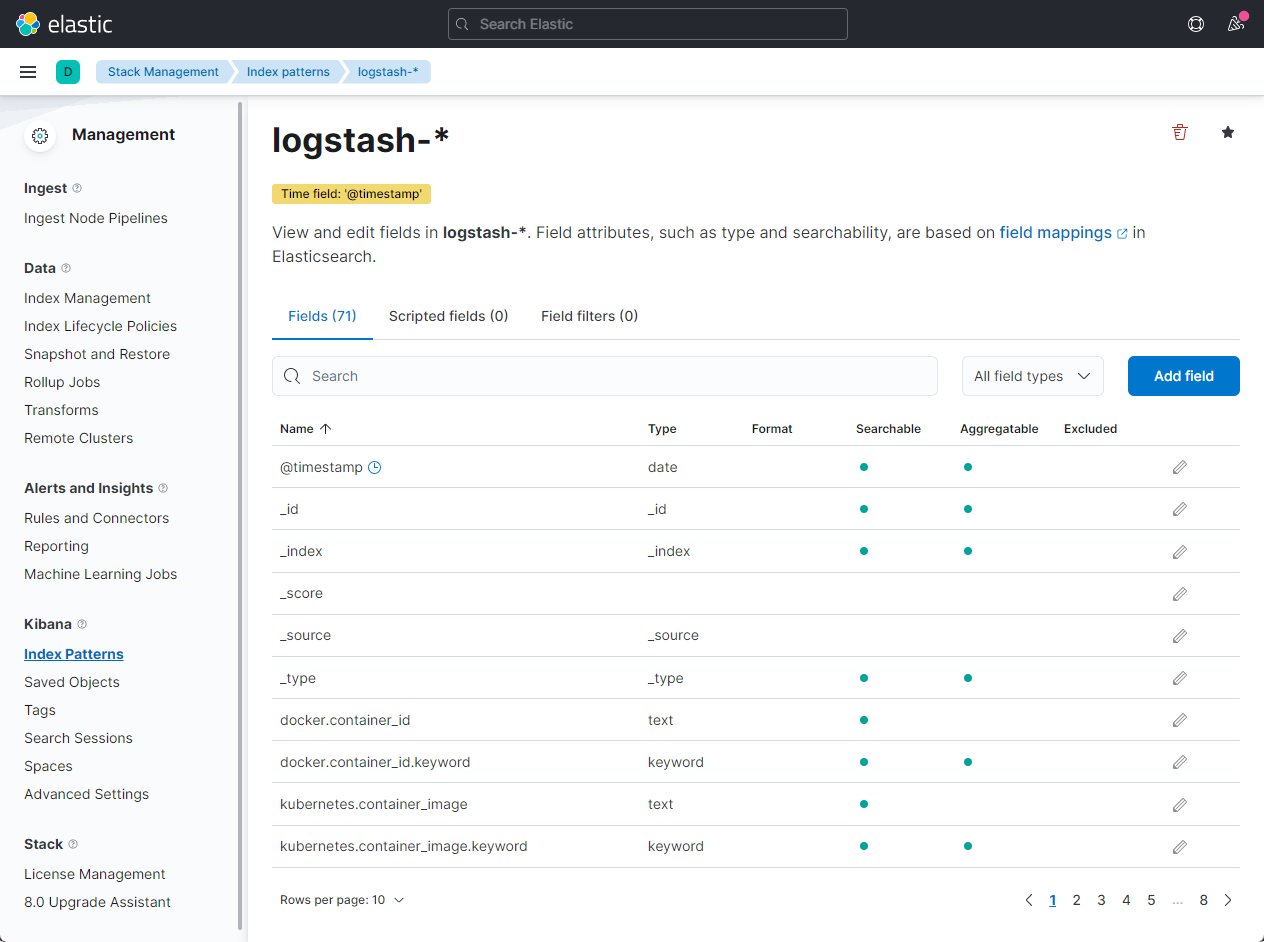 elastic
Search Elastic
D
Stack Management
Index patterns
logstash-*
Management
Ingest
Ingest Node Pipelines
Data
Index Management
Index Lifecycle Policies
Snapshot and Restore
Rollup Jobs
Transforms
Remote Clusters
Alerts and Insights
Rules and Connectors
Reporting
Machine Learning Jobs
Kibana
Index Patterns
Saved Objects
Tags
Search Sessions
Spaces
Advanced Settings
Stack
License Management
8.0 Upgrade Assistant
logstash-*
Time field: '@timestamp'
View and edit fields in logstash-*. Field attributes, such as type and searchability, are based on field mappings in
Elasticsearch.
Fields (71) Scripted fields (0) Field filters (0)
Search All field types Add field
Name Type Format Searchable Aggregatable Excluded
@timestamp date
_id _id
_index _index
_score
_source _source
_type _type
docker.container_id text
docker.container_id.keyword keyword
kubernetes.container_image text
kubernetes.container_image.keyword keyword
Rows per page: 10 1 2 3 4 5 ... 8